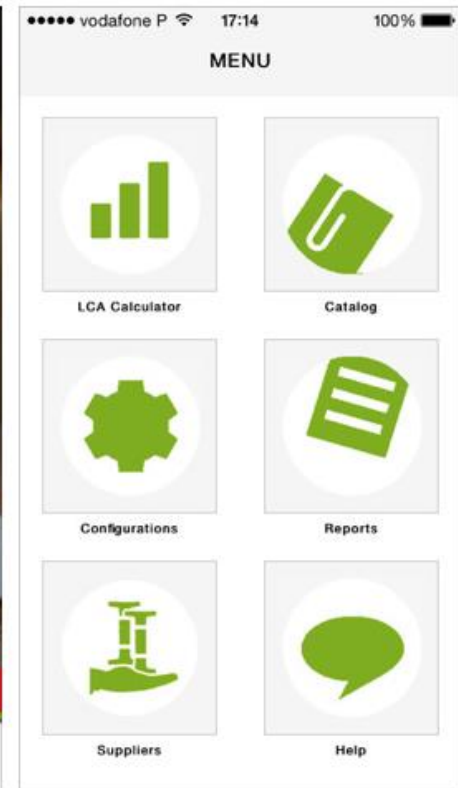 vodafone P 17:14 100%
MENU
LCA Calculator Catalog
Configurations Reports
Suppliers Help